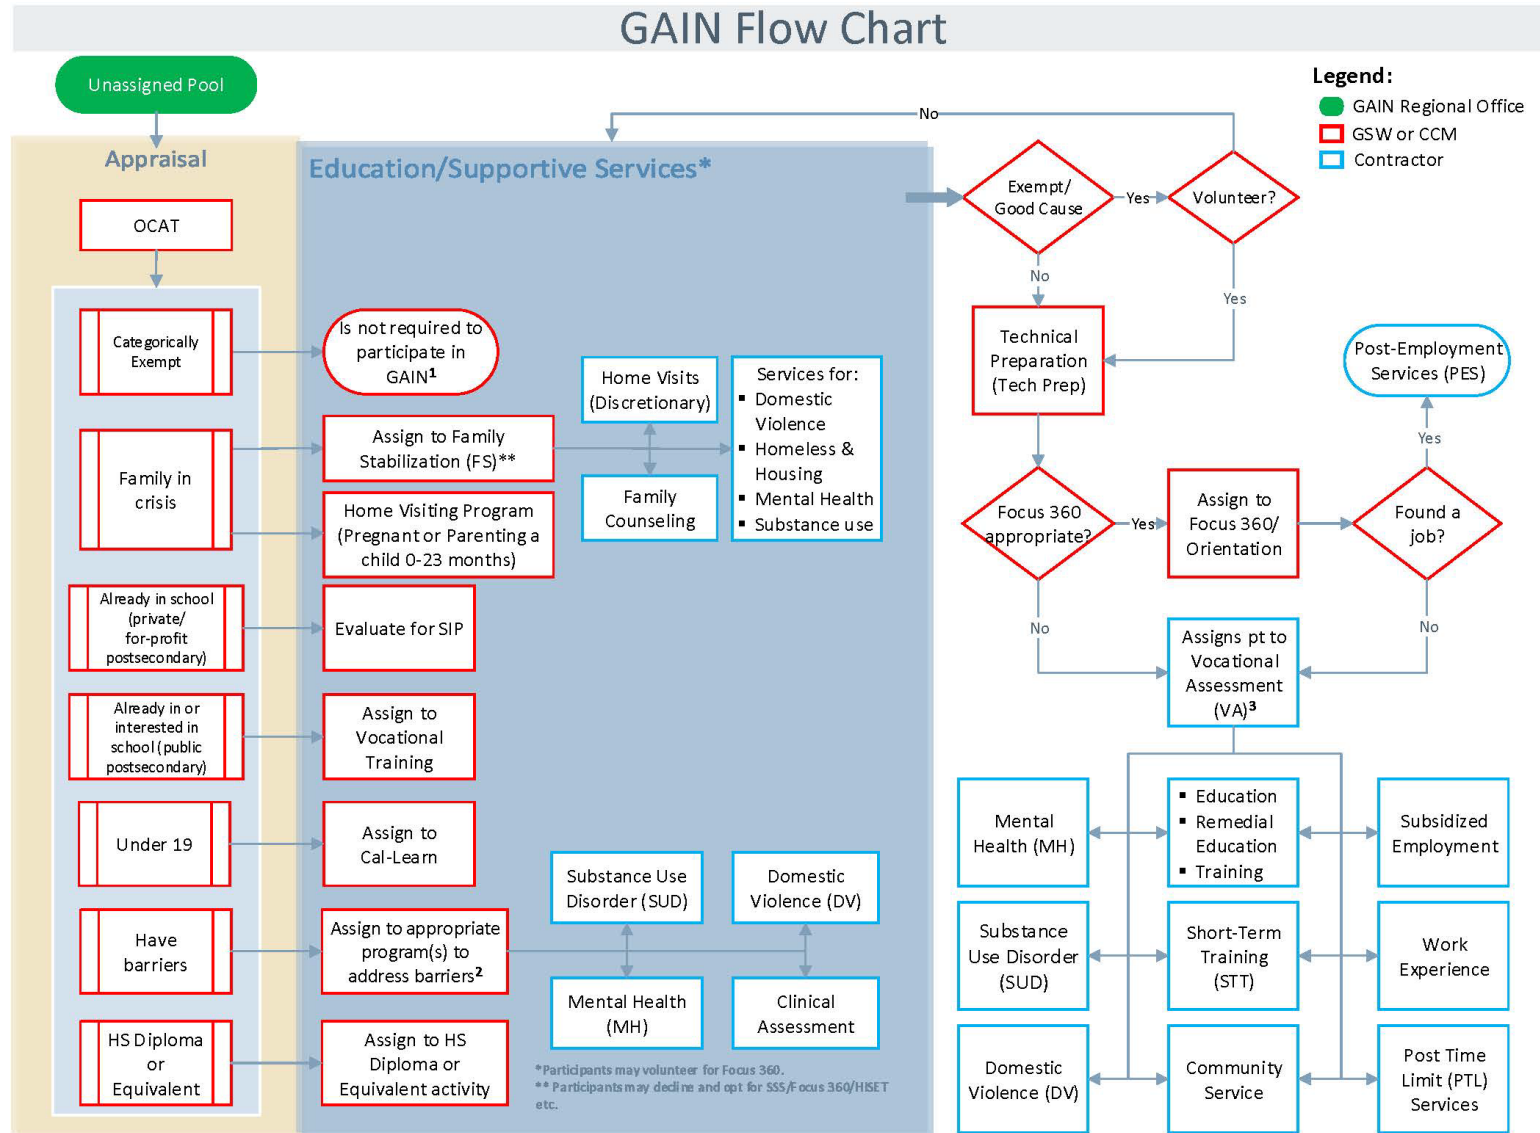 GAIN Flow Chart
Unassigned Pool
Legend:
GAIN Regional Office
GSW or CCM
Contractor
Appraisal
OCAT
Categorically
Exempt
Family in
crisis
Already in school
(private/
for-profit
postsecondary)
Already in or
interested in
school (public
postsecondary)
Under 19
Have
barriers
HS Diploma
or
Equivalent
Education/Supportive Services*
Is not required to
participate in
GAIN1
Assign to Family
Stabilization (FS)**
Home Visiting Program
(Pregnant or Parenting a
child 0-23 months)
Home Visits
(Discretionary)
Family
Counseling
Services for:
▪ Domestic
Violence
▪ Homeless &
Housing
▪ Mental Health
▪ Substance use
Evaluate for SIP
Assign to
Vocational
Training
Assign to
Cal-Learn
Assign to appropriate
program(s) to
address barriers2
Substance Use
Disorder (SUD)
Domestic
Violence (DV)
Mental Health
(MH)
Clinical
Assessment
Assign to HS
Diploma or
Equivalent activity
*Participants may volunteer for Focus 360.
** Participants may decline and opt for SSS/Focus 360/HISET
etc.
No
Exempt/
Good Cause
Yes
Volunteer?
No
Yes
Technical
Preparation
(Tech Prep)
Post-Employment
Services (PES)
Yes
Focus 360
appropriate?
Yes
Assign to
Focus 360/
Orientation
Found a
job?
No
No
Assigns pt to
Vocational
Assessment
(VA)3
Mental
Health (MH)
▪ Education
▪ Remedial
Education
▪ Training
Subsidized
Employment
Substance
Use Disorder
(SUD)
Short-Term
Training
(STT)
Work
Experience
Domestic
Violence (DV)
Community
Service
Post Time
Limit (PTL)
Services